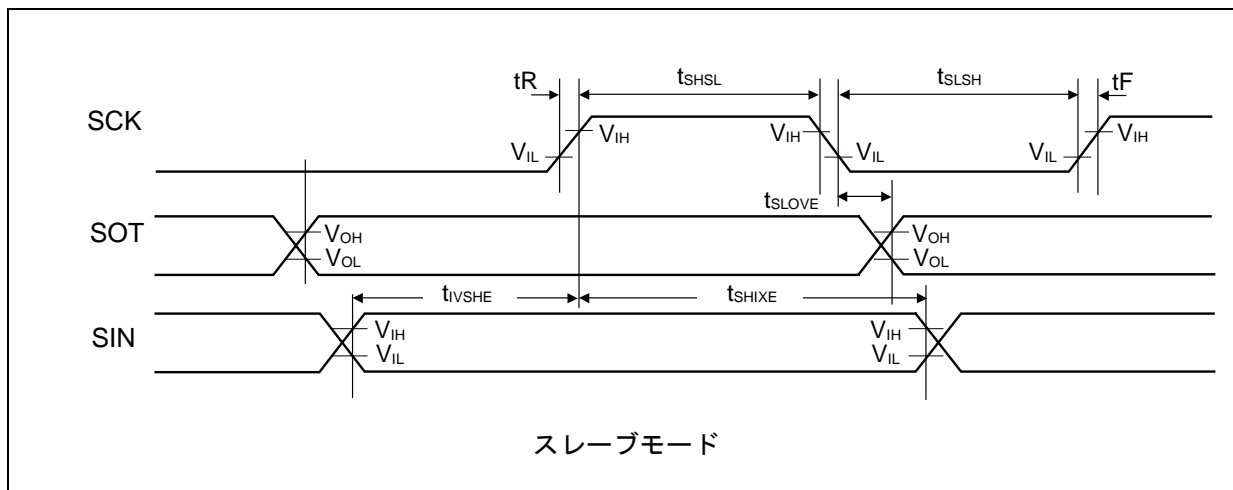 tR tSHSL tSLSH tF
SCK
VIH VIH VIH
VIL VIL VIL
tSLOVE
SOT
VOH VOH
VOL VOL
tIVSHE tSHIXE
SIN
VIH VIH
VIL VIL
スレーブモード